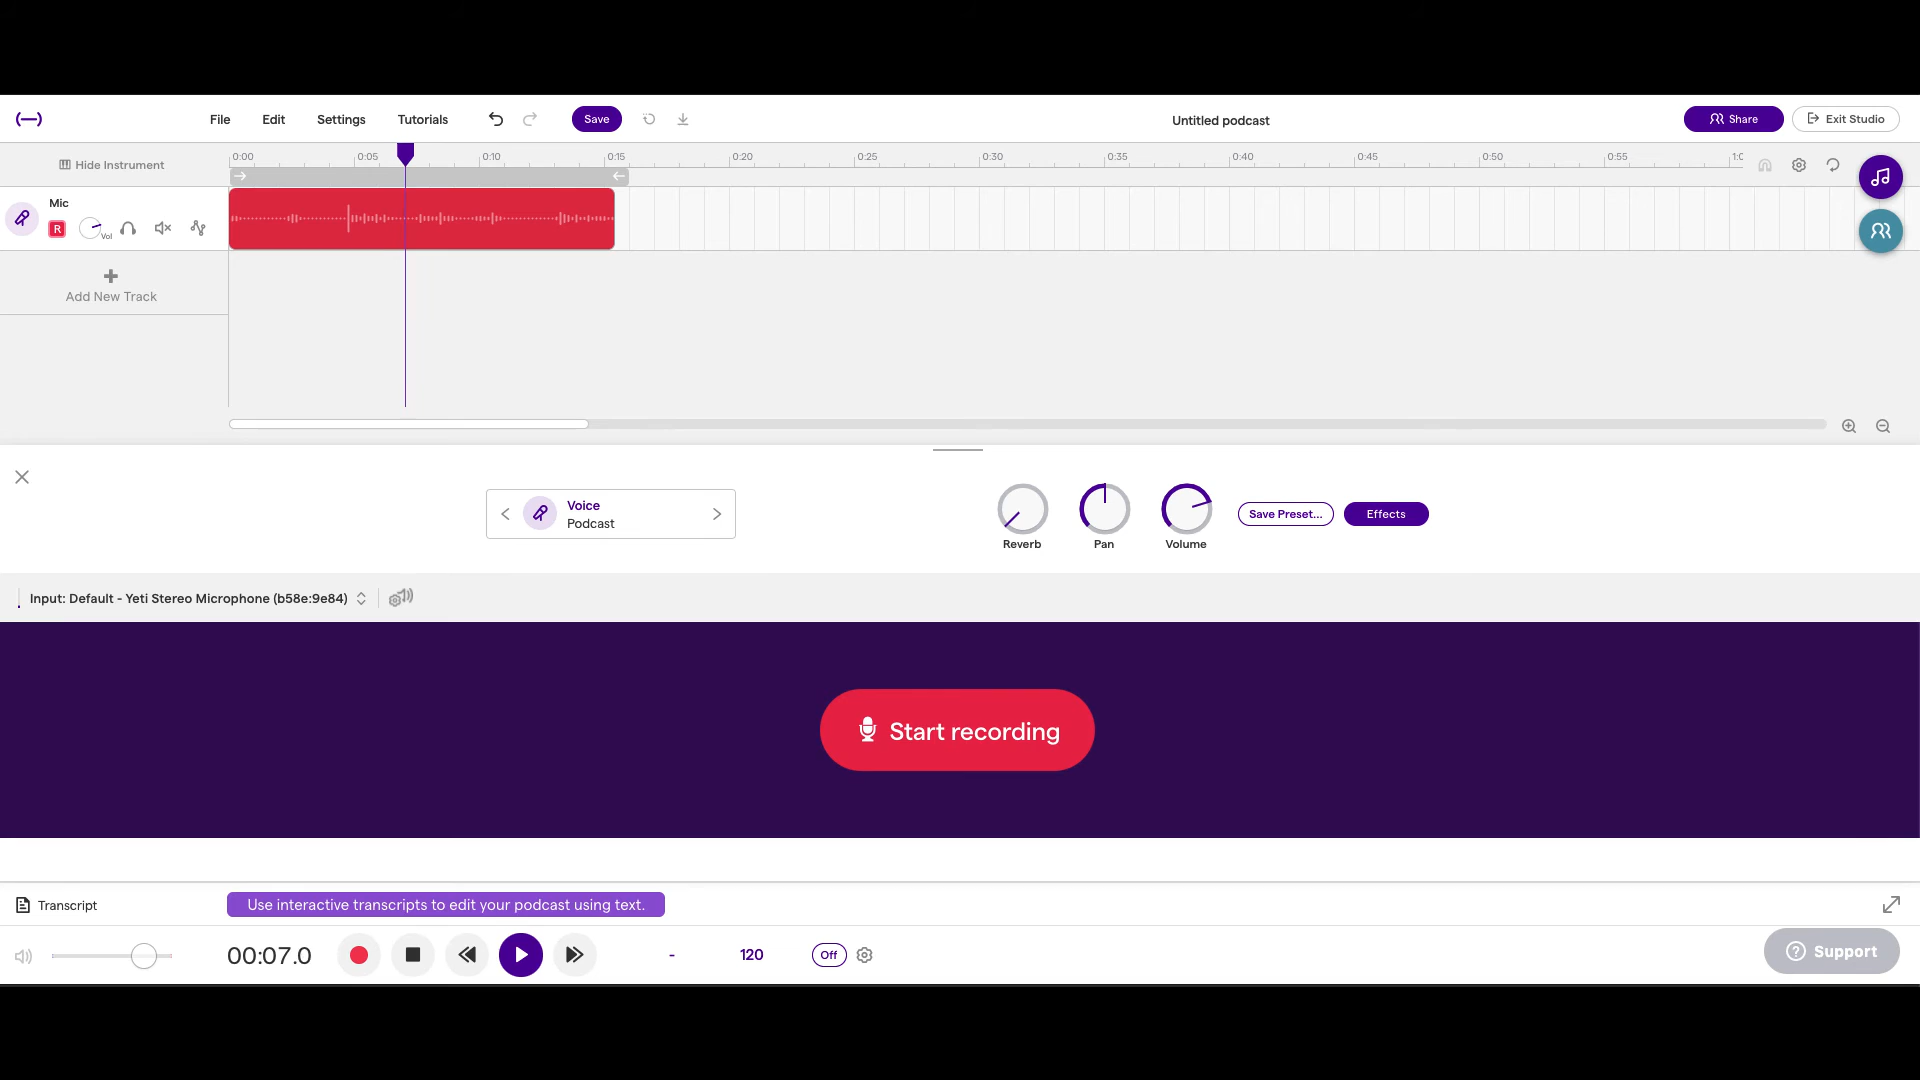 File Edit Settings Tutorials Save Untitled podcast Share Exit Studio
Hide Instrument 0:00 0:05 0:10 0:15 0:20 0:25 0:30 0:35 0:40 0:45 0:50 0:55
Mic
R Vol
Add New Track
Voice
Podcast
Save Preset... Effects
Reverb Pan Volume
Input: Default - Yeti Stereo Microphone (b58e:9e84)
Start recording
Transcript Use interactive transcripts to edit your podcast using text.
00:07.0 - 120 Off Support